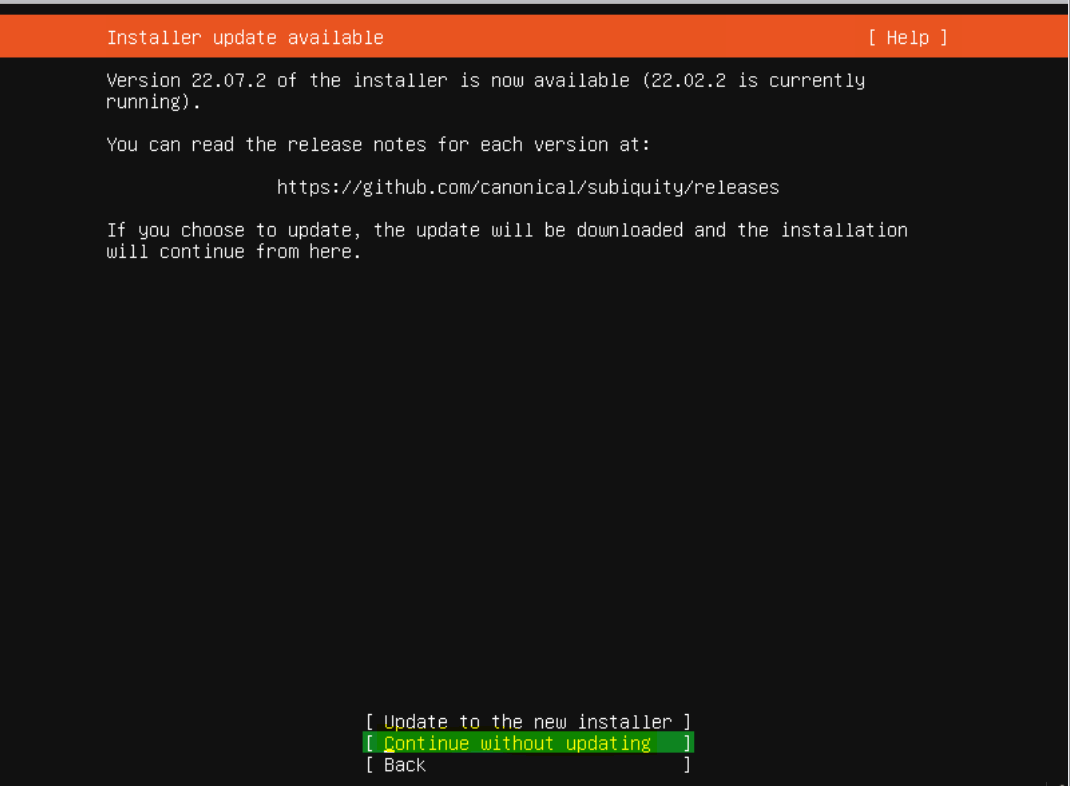 Installer update available [ Help ]
Version 22.07.2 of the installer is now available (22.02.2 is currently
running).
You can read the release notes for each version at:
https://github.com/canonical/subiquity/releases
If you choose to update, the update will be downloaded and the installation
will continue from here.
[ Update to the new installer ]
[ Continue without updating ]
[ Back ]